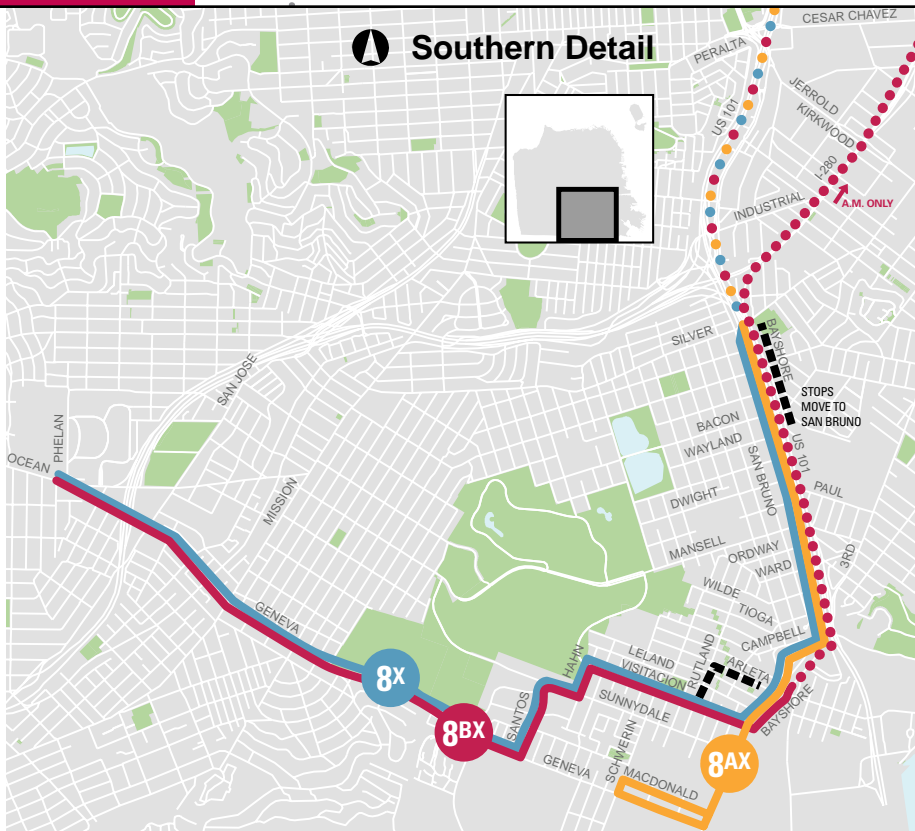 Southern Detail
CESAR CHAVEZ
PERALTA
JERROLD
KIRKWOOD
US 101
I-280
A.M. ONLY
INDUSTRIAL
SILVER
BAYSHORE
STOPS
MOVE TO
SAN BRUNO
SAN JOSE
PHELAN
OCEAN
BACON
WAYLAND
SAN BRUNO
US 101
PAUL
MISSION
DWIGHT
MANSELL
ORDWAY
WARD
3RD
WILDE
TIOGA
CAMPBELL
GENEVA
HAHN
LELAND
VISITACION
RUTLAND
ARLETA
8X
SANTOS
SUNNYDALE
BAYSHORE
8BX
GENEVA
SCHWERIN
MACDONALD
8AX